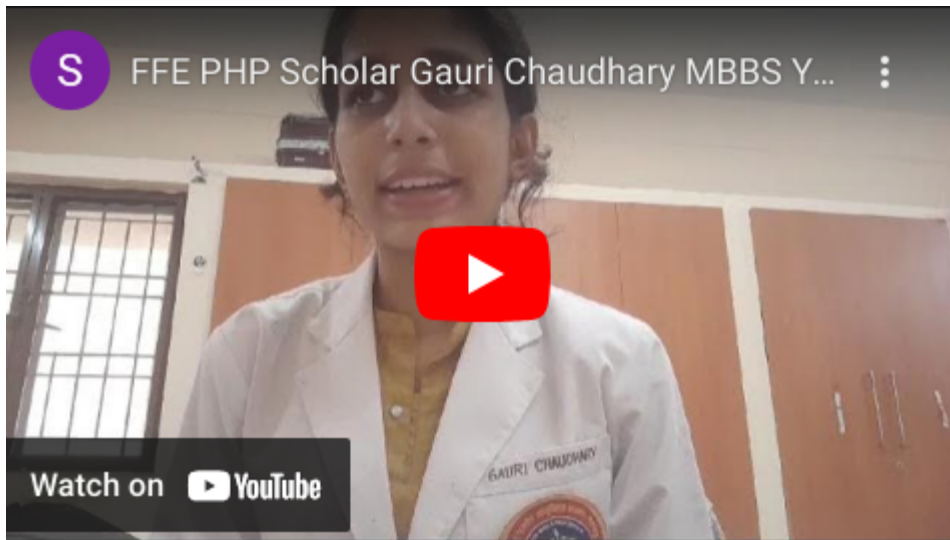 S
FFE PHP Scholar Gauri Chaudhary MBBS Y...
GAURI CHAUDHARY
Watch on YouTube